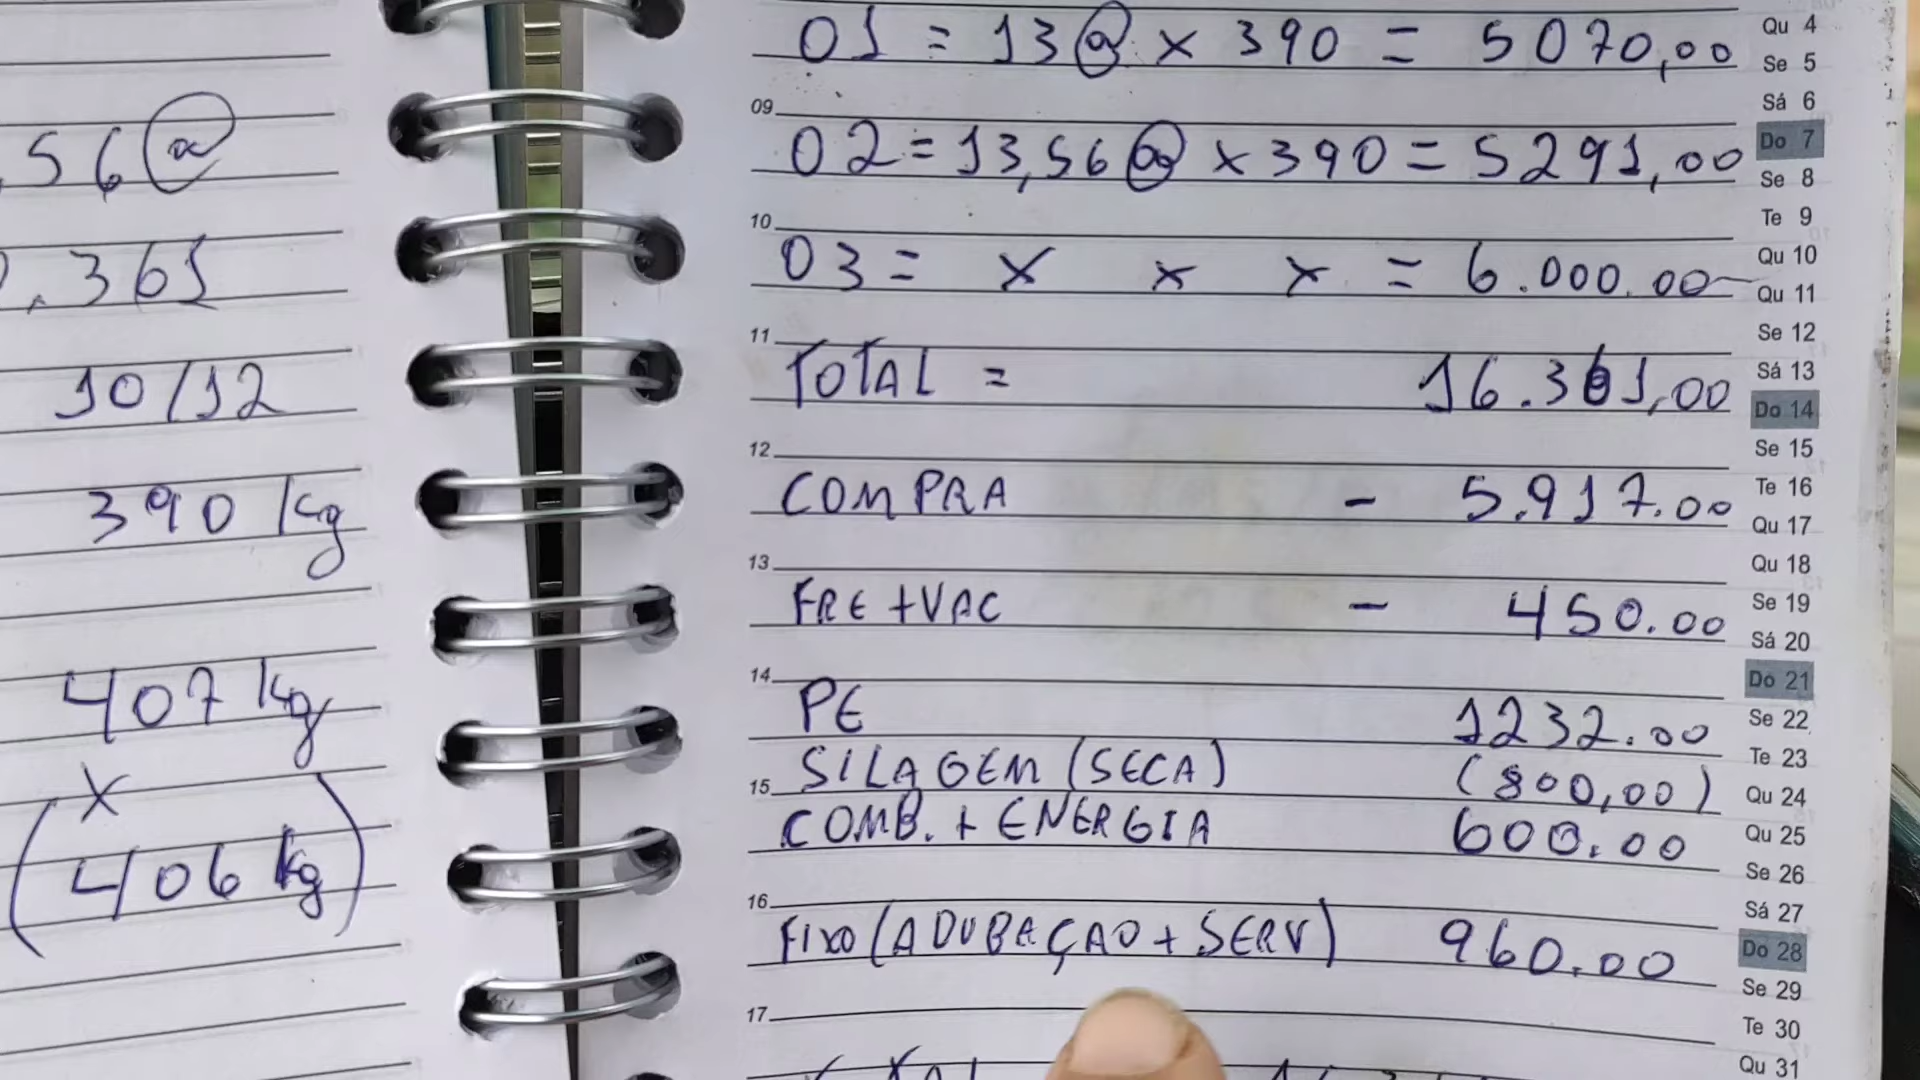 56@
.361
10/12
390 kg
407 kg
X
(406 kg)
01 = 13@ x 390 = 5070,00
09
02 = 13,56@ x 390 = 5291,00
10
03 = x x x = 6.000.00
11
TOTAL = 16.361,00
12
COMPRA - 5.917.00
13
FRE+VAC - 450.00
14
PE 1232.00
SILAGEM (SECA) (800,00)
15
COMB. + ENERGIA 600.00
16
FIXO (ADUBAÇAO + SERV) 960.00
17
Qu 4
Se 5
Sá 6
Do 7
Se 8
Te 9
Qu 10
Qu 11
Se 12
Sá 13
Do 14
Se 15
Te 16
Qu 17
Qu 18
Se 19
Sá 20
Do 21
Se 22
Te 23
Qu 24
Qu 25
Se 26
Sá 27
Do 28
Se 29
Te 30
Qu 31